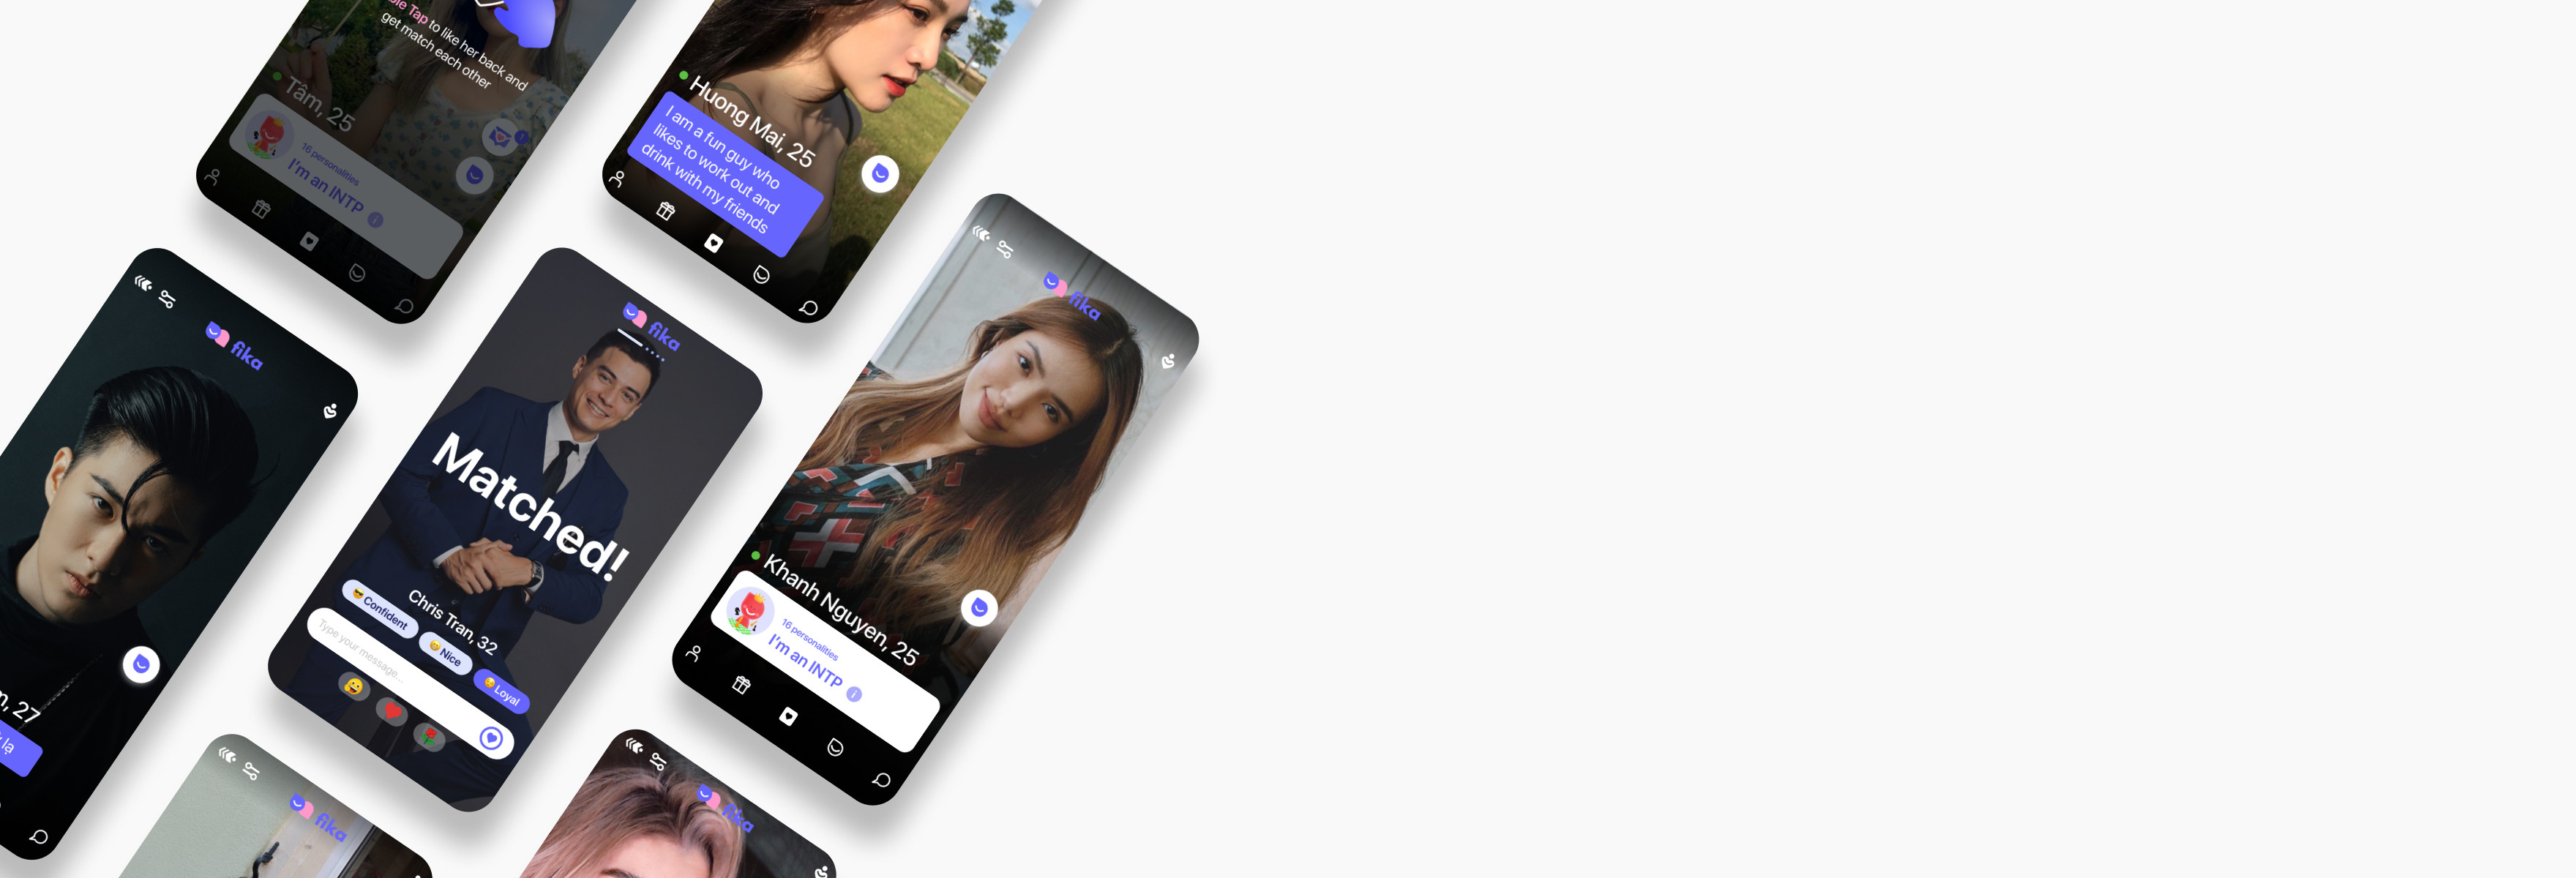 Tap to like her back and
get match each other
Tâm, 25
16 personalities
I'm an INTP
Huong Mai, 25
I am a fun guy who
likes to work out and
drink with my friends
fika
, 27
lạ
fika
Matched!
Chris Tran, 32
Confident
Nice
Loyal
Type your message...
fika
Khanh Nguyen, 25
16 personalities
I'm an INTP
fika
fika